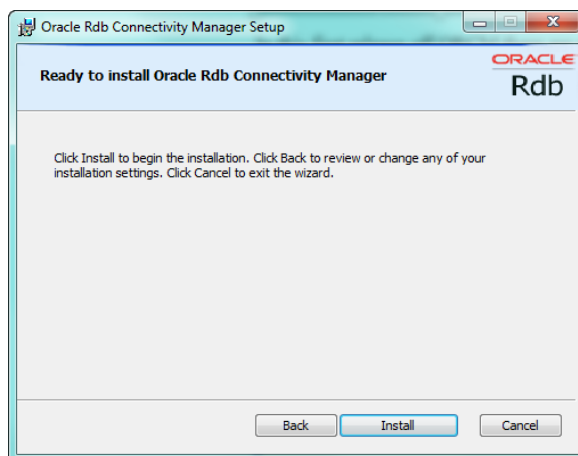 Oracle Rdb Connectivity Manager Setup
Ready to install Oracle Rdb Connectivity Manager
ORACLE
Rdb
Click Install to begin the installation. Click Back to review or change any of your
installation settings. Click Cancel to exit the wizard.
Back
Install
Cancel